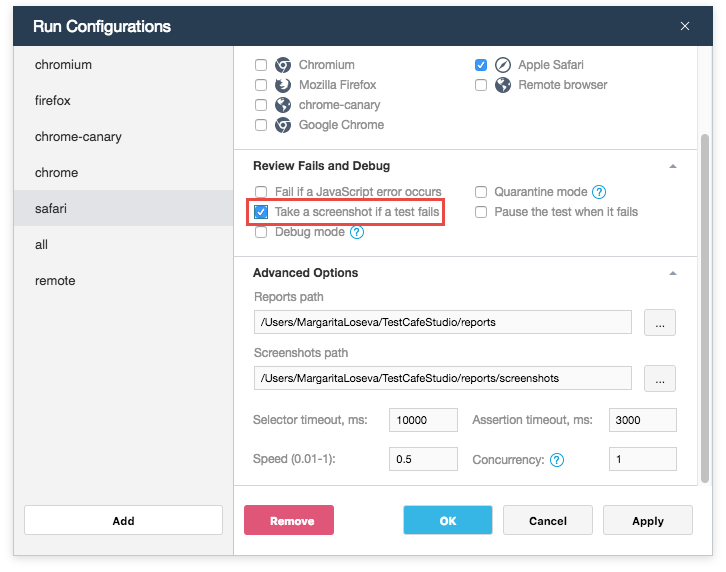 Run Configurations
chromium
firefox
chrome-canary
chrome
safari
all
remote
Add
Chromium
Apple Safari
Mozilla Firefox
Remote browser
chrome-canary
Google Chrome
Review Fails and Debug
Fail if a JavaScript error occurs
Quarantine mode ?
Take a screenshot if a test fails
Pause the test when it fails
Debug mode ?
Advanced Options
Reports path
/Users/MargaritaLoseva/TestCafeStudio/reports
...
Screenshots path
/Users/MargaritaLoseva/TestCafeStudio/reports/screenshots
...
Selector timeout, ms: 10000
Assertion timeout, ms: 3000
Speed (0.01-1): 0.5
Concurrency: ? 1
Remove
OK
Cancel
Apply